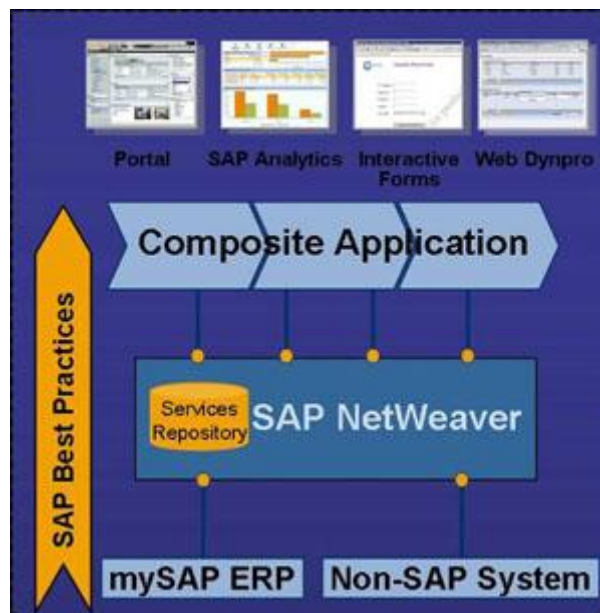 Portal
SAP Analytics
Interactive
Forms
Web Dynpro
Composite Application
SAP Best Practices
Services
Repository
SAP NetWeaver
mySAP ERP
Non-SAP System